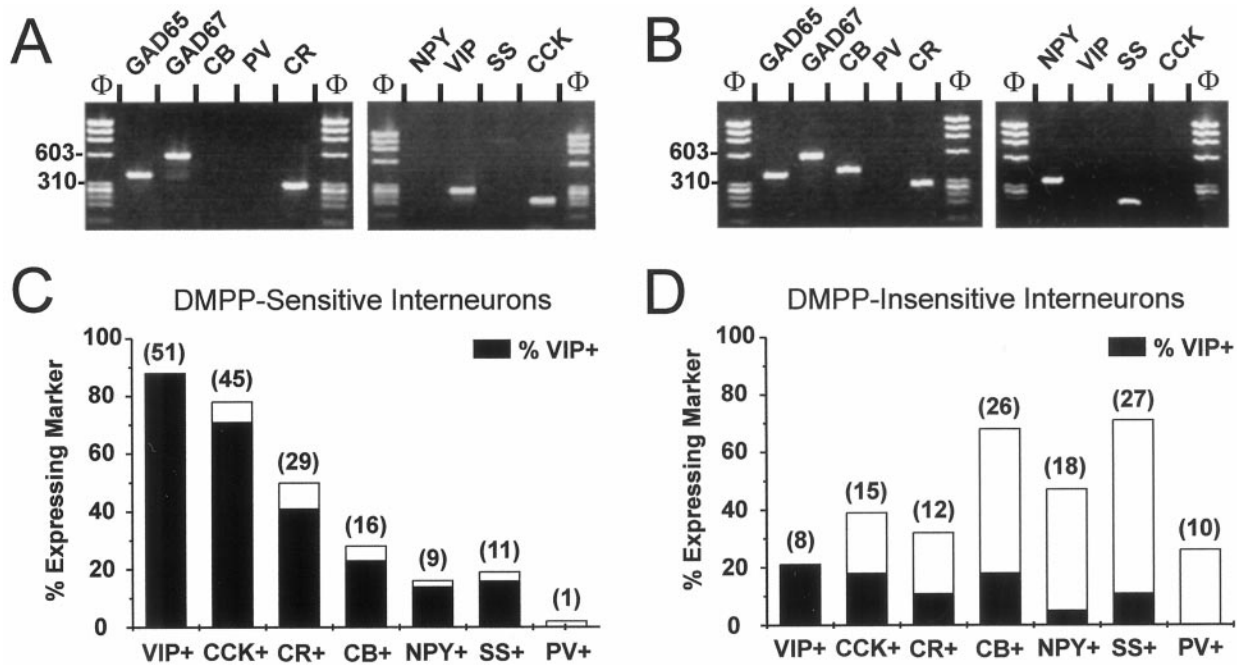 A
GAD65 GAD67 CB PV CR NPY VIP SS CCK
Φ Φ Φ Φ
603-
310-
B
GAD65 GAD67 CB PV CR NPY VIP SS CCK
Φ Φ Φ Φ
603-
310-
C
DMPP-Sensitive Interneurons
% Expressing Marker
100
80
60
40
20
0
% VIP+
(51) (45) (29) (16) (9) (11) (1)
VIP+ CCK+ CR+ CB+ NPY+ SS+ PV+
D
DMPP-Insensitive Interneurons
% Expressing Marker
100
80
60
40
20
0
% VIP+
(8) (15) (12) (26) (18) (27) (10)
VIP+ CCK+ CR+ CB+ NPY+ SS+ PV+